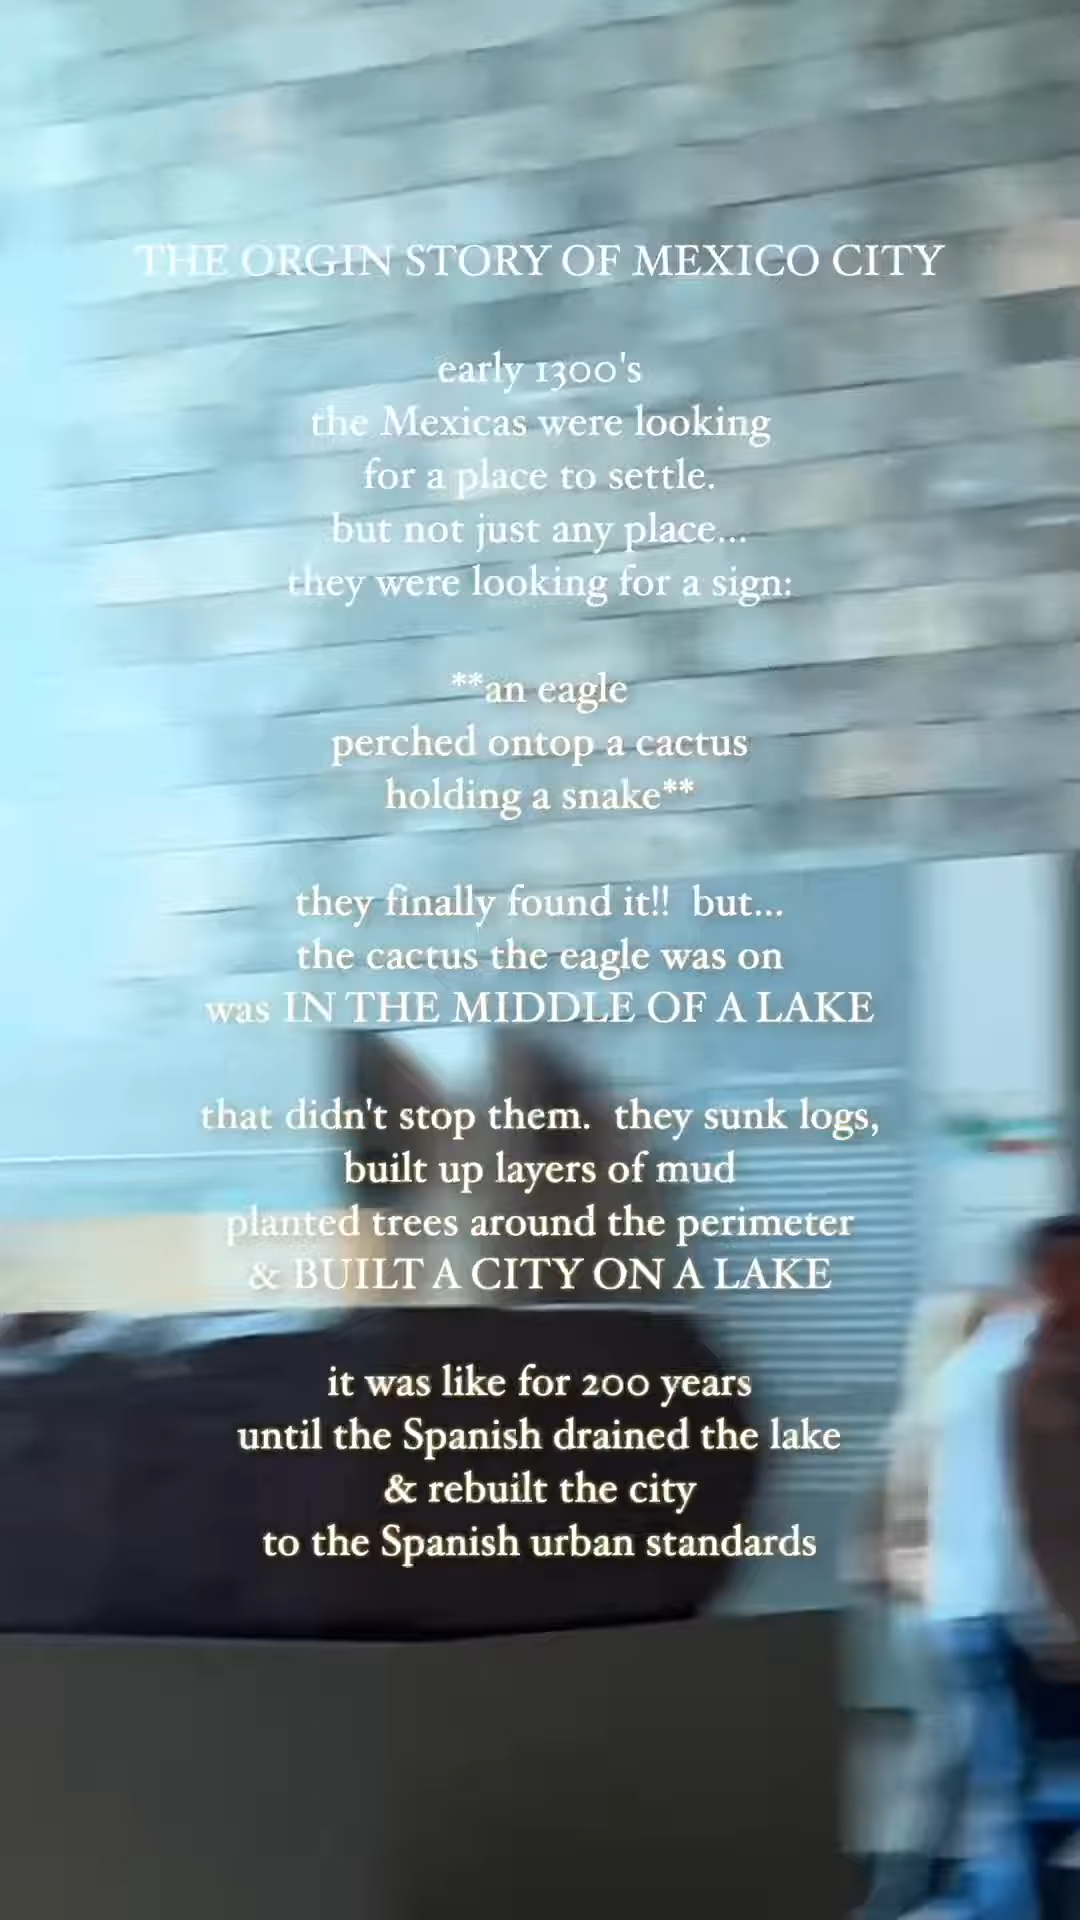 THE ORGIN STORY OF MEXICO CITY
early 1300's
the Mexicas were looking
for a place to settle.
but not just any place...
they were looking for a sign:
**an eagle
perched ontop a cactus
holding a snake**
they finally found it!!  but...
the cactus the eagle was on
was IN THE MIDDLE OF A LAKE
that didn't stop them.  they sunk logs,
built up layers of mud
planted trees around the perimeter
& BUILT A CITY ON A LAKE
it was like for 200 years
until the Spanish drained the lake
& rebuilt the city
to the Spanish urban standards